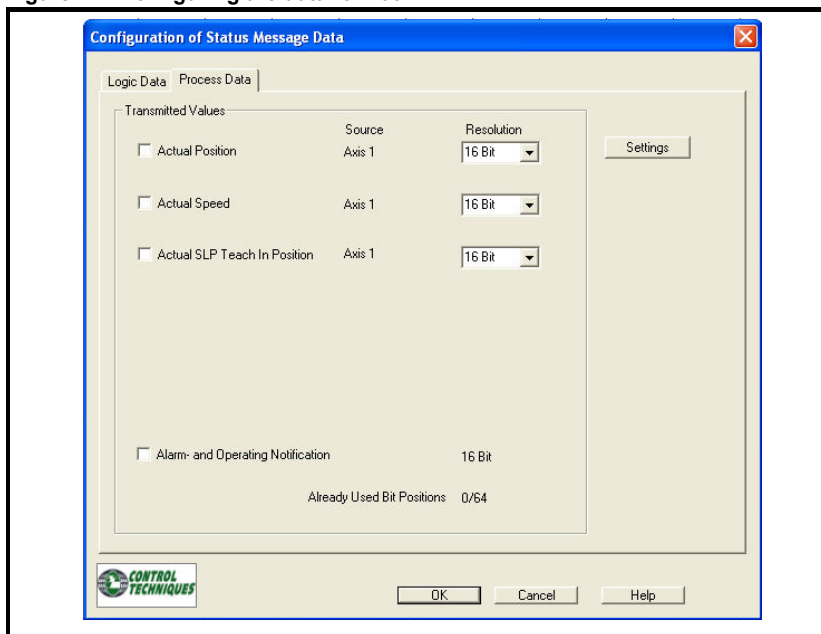 Configuration of Status Message Data
Logic Data Process Data
Transmitted Values
Source Resolution
Actual Position Axis 1 16 Bit Settings
Actual Speed Axis 1 16 Bit
Actual SLP Teach In Position Axis 1 16 Bit
Alarm- and Operating Notification 16 Bit
Already Used Bit Positions 0/64
CONTROL
TECHNIQUES
OK Cancel Help